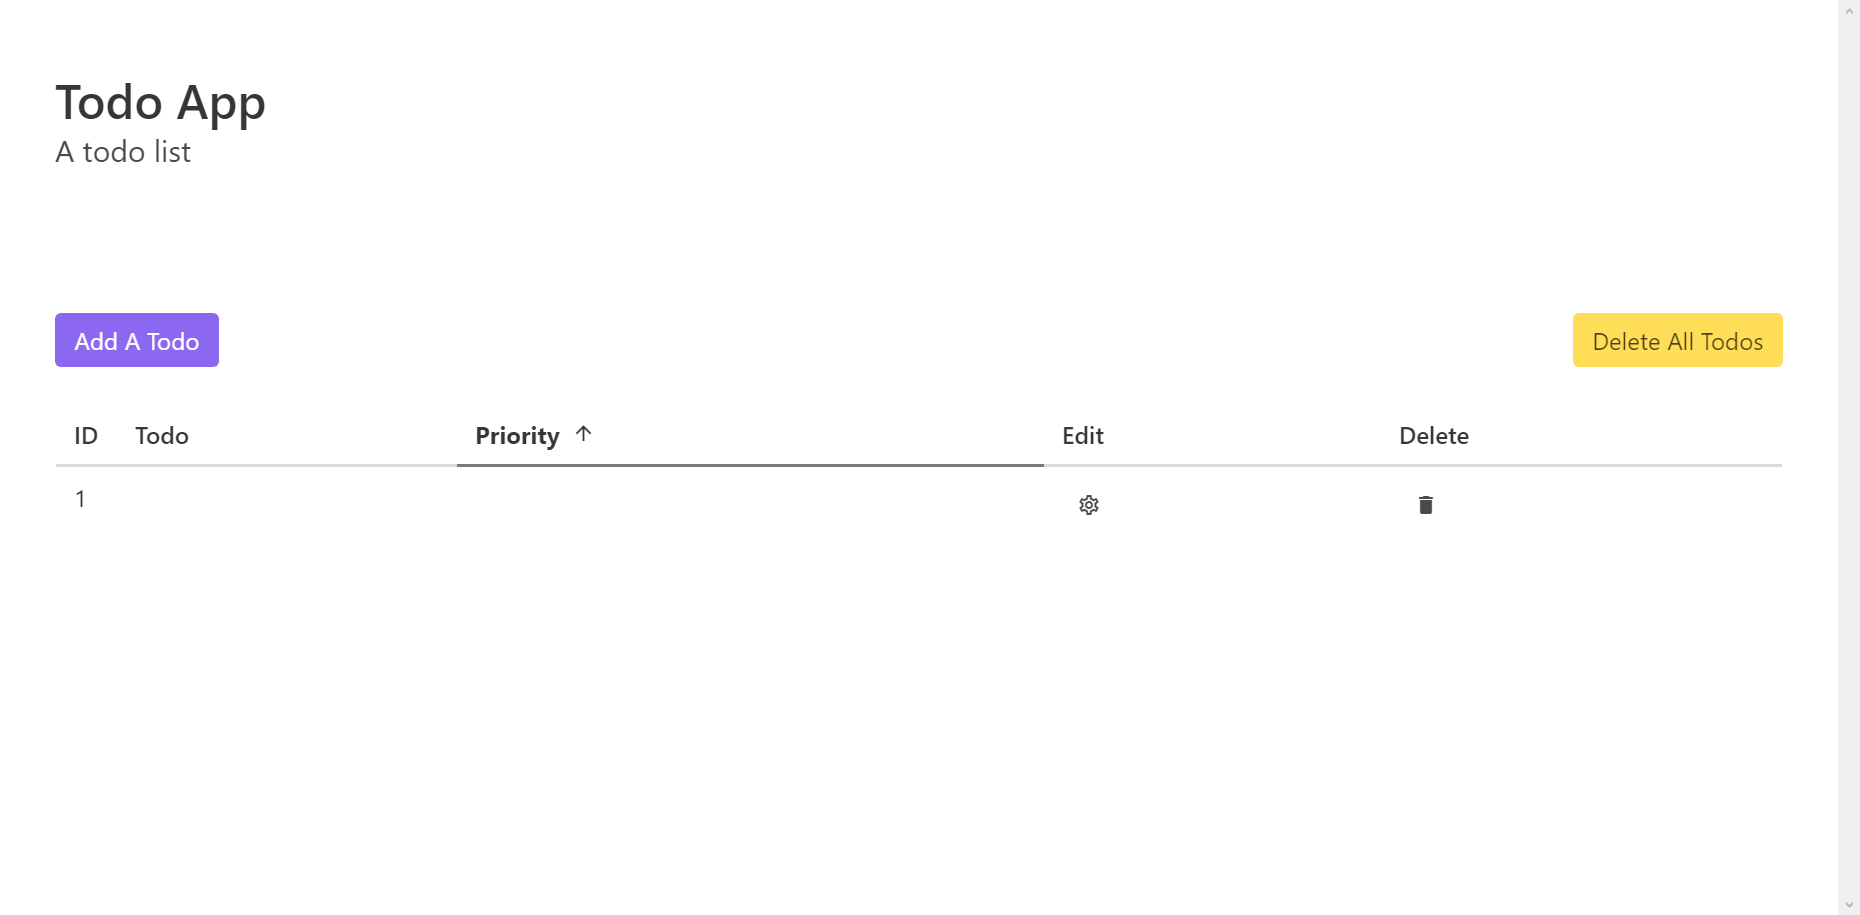 Todo App
A todo list
Add A Todo
Delete All Todos
ID Todo Priority Edit Delete
1